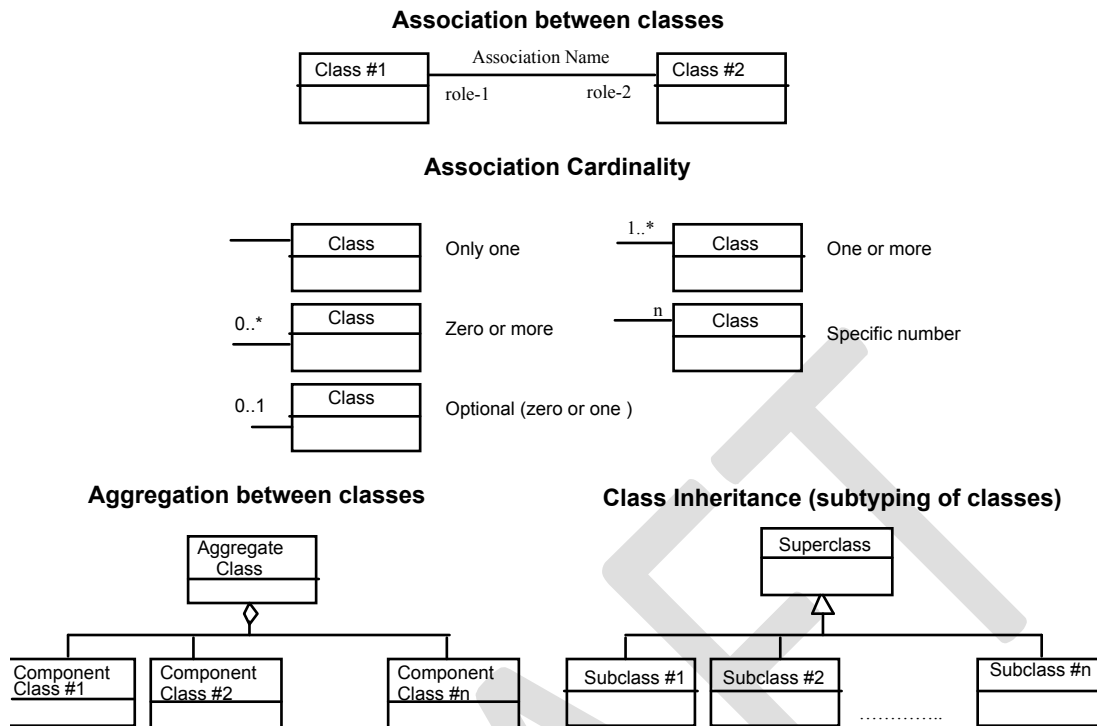 Association between classes
Class #1
Association Name
Class #2
role-1
role-2
Association Cardinality
Class
Only one
1..*
Class
One or more
0..*
Class
Zero or more
n
Class
Specific number
0..1
Class
Optional (zero or one )
Aggregation between classes
Class Inheritance (subtyping of classes)
Aggregate
Class
Superclass
Component
Class #1
Component
Class #2
Component
Class #n
Subclass #1
Subclass #2
Subclass #n
…………..